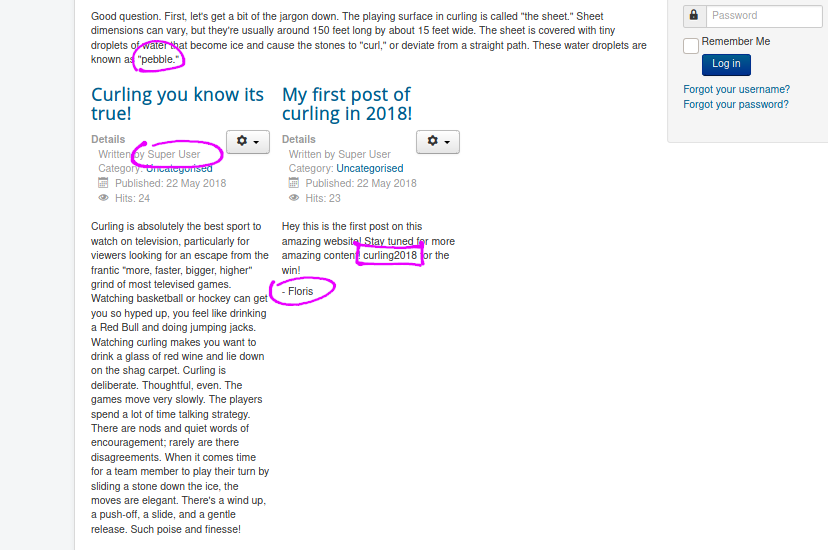 Good question. First, let's get a bit of the jargon down. The playing surface in curling is called "the sheet." Sheet
dimensions can vary, but they're usually around 150 feet long by about 15 feet wide. The sheet is covered with tiny
droplets of water that become ice and cause the stones to "curl," or deviate from a straight path. These water droplets are
known as "pebble."
Curling you know its
true!
Details
Written by Super User
Category: Uncategorised
Published: 22 May 2018
Hits: 24
Curling is absolutely the best sport to
watch on television, particularly for
viewers looking for an escape from the
frantic "more, faster, bigger, higher"
grind of most televised games.
Watching basketball or hockey can get
you so hyped up, you feel like drinking
a Red Bull and doing jumping jacks.
Watching curling makes you want to
drink a glass of red wine and lie down
on the shag carpet. Curling is
deliberate. Thoughtful, even. The
games move very slowly. The players
spend a lot of time talking strategy.
There are nods and quiet words of
encouragement; rarely are there
disagreements. When it comes time
for a team member to play their turn by
sliding a stone down the ice, the
moves are elegant. There's a wind up,
a push-off, a slide, and a gentle
release. Such poise and finesse!
My first post of
curling in 2018!
Details
Written by Super User
Category: Uncategorised
Published: 22 May 2018
Hits: 23
Hey this is the first post on this
amazing website! Stay tuned for more
amazing content! curling2018 for the
win!
- Floris
Password
Remember Me
Log in
Forgot your username?
Forgot your password?